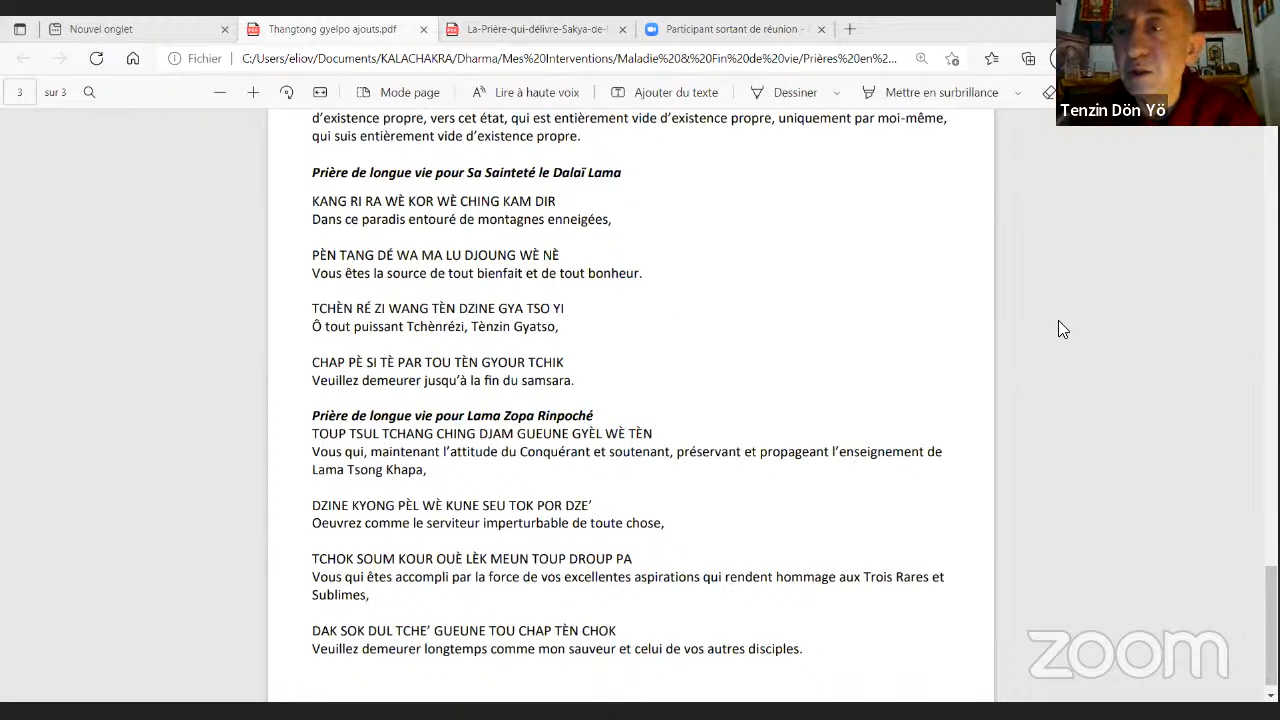 Nouvel onglet
Thangtong gyelpo ajouts.pdf
La-Prière-qui-délivre-Sakya-de-
Participant sortant de réunion -
Fichier
C:/Users/eliov/Documents/KALACHAKRA/Dharma/Mes%20Interventions/Maladie%20&%20Fin%20de%20vie/Prières%20en%2...
3 sur 3
Mode page
Lire à haute voix
Ajouter du texte
Dessiner
Mettre en surbrillance
Tenzin Dön Yö
d’existence propre, vers cet état, qui est entièrement vide d’existence propre, uniquement par moi-même,
qui suis entièrement vide d’existence propre.
Prière de longue vie pour Sa Sainteté le Dalaï Lama
KANG RI RA WÈ KOR WÈ CHING KAM DIR
Dans ce paradis entouré de montagnes enneigées,
PÈN TANG DÉ WA MA LU DJOUNG WÈ NÈ
Vous êtes la source de tout bienfait et de tout bonheur.
TCHÈN RÉ ZI WANG TÈN DZINE GYA TSO YI
Ô tout puissant Tchènrézi, Tènzin Gyatso,
CHAP PÈ SI TÈ PAR TOU TÈN GYOUR TCHIK
Veuillez demeurer jusqu’à la fin du samsara.
Prière de longue vie pour Lama Zopa Rinpoché
TOUP TSUL TCHANG CHING DJAM GUEUNE GYÈL WÈ TÈN
Vous qui, maintenant l’attitude du Conquérant et soutenant, préservant et propageant l’enseignement de
Lama Tsong Khapa,
DZINE KYONG PÈL WÈ KUNE SEU TOK POR DZE’
Oeuvrez comme le serviteur imperturbable de toute chose,
TCHOK SOUM KOUR OUÈ LÈK MEUN TOUP DROUP PA
Vous qui êtes accompli par la force de vos excellentes aspirations qui rendent hommage aux Trois Rares et
Sublimes,
DAK SOK DUL TCHE’ GUEUNE TOU CHAP TÈN CHOK
Veuillez demeurer longtemps comme mon sauveur et celui de vos autres disciples.
zoom